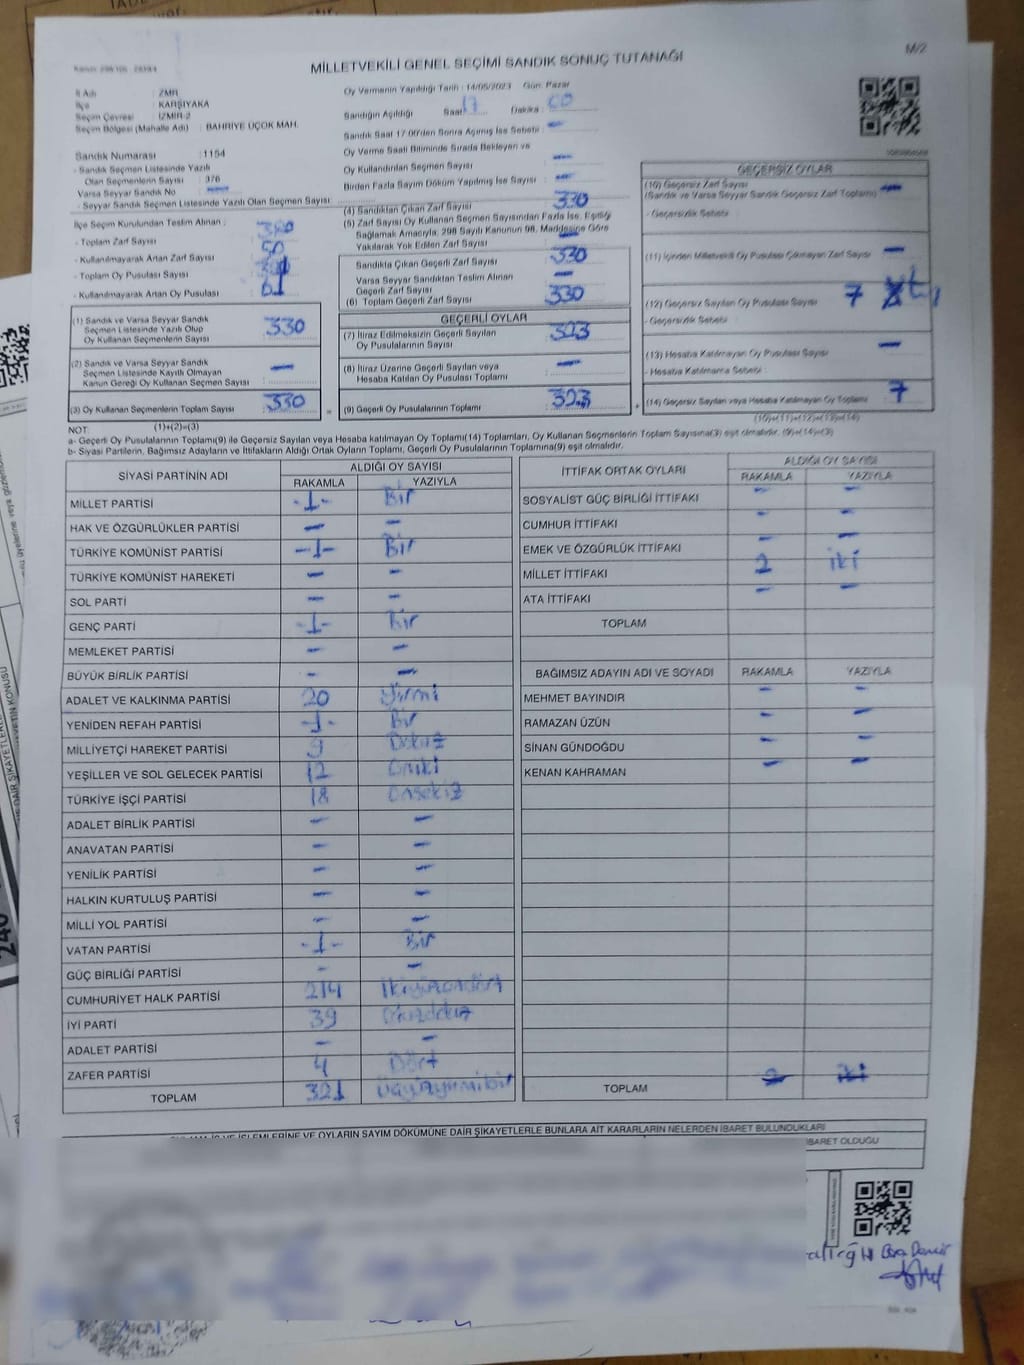 M/2
MİLLETVEKİLİ GENEL SEÇİMİ SANDIK SONUÇ TUTANAĞI
İl Adı : İZMİR
İlçe : KARŞIYAKA
Seçim Çevresi : İZMİR-2
Seçim Bölgesi (Mahalle Adı) : BAHRİYE ÜÇOK MAH.
Sandık Numarası : 1154
- Sandık Seçmen Listesinde Yazılı
Olan Seçmenlerin Sayısı : 376
Varsa Seyyar Sandık No -
- Seyyar Sandık Seçmen Listesinde Yazılı Olan Seçmen Sayısı
Oy Vermenin Yapıldığı Tarih : 14/05/2023 Gün: Pazar
Sandığın Açıldığı Saat 17 Dakika : 00
Sandık Saat 17.00'den Sonra Açılmış İse Sebebi : -
Oy Verme Saati Bitiminde Sırada Bekleyen ve
Oy Kullandırılan Seçmen Sayısı : -
Birden Fazla Sayım Döküm Yapılmış İse Sayısı : -
İlçe Seçim Kurulundan Teslim Alınan :
- Toplam Zarf Sayısı
- Kullanılmayarak Artan Zarf Sayısı 50
- Toplam Oy Pusulası Sayısı
- Kullanılmayarak Artan Oy Pusulası
(4) Sandıktan Çıkan Zarf Sayısı 330
(5) Zarf Sayısı Oy Kullanan Seçmen Sayısından Fazla İse, Eşitliği
Sağlamak Amacıyla, 298 Sayılı Kanunun 98. Maddesine Göre
Yakılarak Yok Edilen Zarf Sayısı -
Sandıkta Çıkan Geçerli Zarf Sayısı 330
Varsa Seyyar Sandıktan Teslim Alınan
Geçerli Zarf Sayısı -
(6) Toplam Geçerli Zarf Sayısı 330
(1) Sandık ve Varsa Seyyar Sandık
Seçmen Listesinde Yazılı Olup
Oy Kullanan Seçmenlerin Sayısı 330
(2) Sandık ve Varsa Seyyar Sandık
Seçmen Listesinde Kayıtlı Olmayan
Kanun Gereği Oy Kullanan Seçmen Sayısı -
(3) Oy Kullanan Seçmenlerin Toplam Sayısı 330
(1)+(2)=(3)
GEÇERLİ OYLAR
(7) İtiraz Edilmeksizin Geçerli Sayılan
Oy Pusulalarının Sayısı 323
(8) İtiraz Üzerine Geçerli Sayılan veya
Hesaba Katılan Oy Pusulası Toplamı -
(9) Geçerli Oy Pusulalarının Toplamı 323
GEÇERSİZ OYLAR
(10) Geçersiz Zarf Sayısı
(Sandık ve Varsa Seyyar Sandık Geçersiz Zarf Toplamı) -
- Geçersizlik Sebebi :
(11) İçinden Milletvekili Oy Pusulası Çıkmayan Zarf Sayısı -
(12) Geçersiz Sayılan Oy Pusulası Sayısı 7
- Geçersizlik Sebebi :
(13) Hesaba Katılmayan Oy Pusulası Sayısı -
- Hesaba Katılmama Sebebi :
(14) Geçersiz Sayılan veya Hesaba Katılmayan Oy Toplamı 7
NOT:
a- Geçerli Oy Pusulalarının Toplamı(9) ile Geçersiz Sayılan veya Hesaba katılmayan Oy Toplamı(14) Toplamları, Oy Kullanan Seçmenlerin Toplam Sayısına(3) eşit olmalıdır. (9)+(14)=(3)
b- Siyasi Partilerin, Bağımsız Adayların ve İttifakların Aldığı Ortak Oyların Toplamı, Geçerli Oy Pusulalarının Toplamına(9) eşit olmalıdır.
SİYASİ PARTİNİN ADI ALDIĞI OY SAYISI
RAKAMLA YAZIYLA
MİLLET PARTİSİ -1- Bir
HAK VE ÖZGÜRLÜKLER PARTİSİ - -
TÜRKİYE KOMÜNİST PARTİSİ -1- Bir
TÜRKİYE KOMÜNİST HAREKETİ - -
SOL PARTİ - -
GENÇ PARTİ -1- Bir
MEMLEKET PARTİSİ - -
BÜYÜK BİRLİK PARTİSİ - -
ADALET VE KALKINMA PARTİSİ 20 Yirmi
YENİDEN REFAH PARTİSİ -1- Bir
MİLLİYETÇİ HAREKET PARTİSİ 9 Dokuz
YEŞİLLER VE SOL GELECEK PARTİSİ 12 Oniki
TÜRKİYE İŞÇİ PARTİSİ 18 Onsekiz
ADALET BİRLİK PARTİSİ - -
ANAVATAN PARTİSİ - -
YENİLİK PARTİSİ - -
HALKIN KURTULUŞ PARTİSİ - -
MİLLİ YOL PARTİSİ - -
VATAN PARTİSİ -1- Bir
GÜÇ BİRLİĞİ PARTİSİ - -
CUMHURİYET HALK PARTİSİ 214 ikiyüzondört
İYİ PARTİ 39 Otuzdokuz
ADALET PARTİSİ - -
ZAFER PARTİSİ 4 Dört
TOPLAM 321 Üçyüzyirmibir
İTTİFAK ORTAK OYLARI ALDIĞI OY SAYISI
RAKAMLA YAZIYLA
SOSYALİST GÜÇ BİRLİĞİ İTTİFAKI - -
CUMHUR İTTİFAKI - -
EMEK VE ÖZGÜRLÜK İTTİFAKI - -
MİLLET İTTİFAKI 2 iki
ATA İTTİFAKI - -
TOPLAM
BAĞIMSIZ ADAYIN ADI VE SOYADI RAKAMLA YAZIYLA
MEHMET BAYINDIR - -
RAMAZAN ÜZÜN - -
SİNAN GÜNDOĞDU - -
KENAN KAHRAMAN - -
TOPLAM 2 iki
İŞLEMLERİNE VE OYLARIN SAYIM DÖKÜMÜNE DAİR ŞİKAYETLERLE BUNLARA AİT KARARLARIN NELERDEN İBARET BULUNDUKLARI
İBARET OLDUĞU